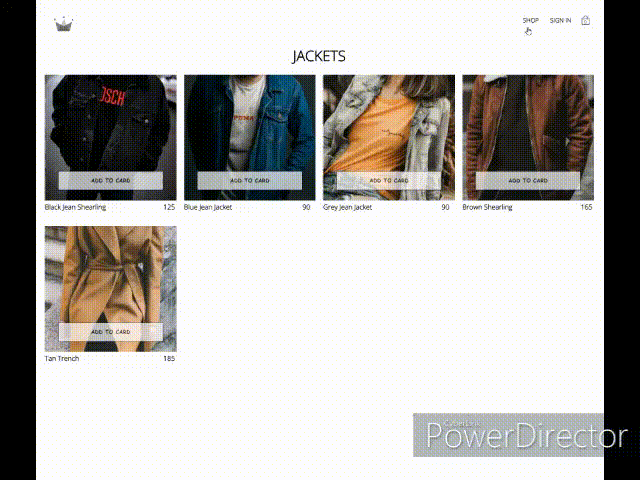 SHOP SIGN IN
JACKETS
OSCH
ADD TO CARD ADD TO CARD ADD TO CARD ADD TO CARD
Black Jean Shearling 125 Blue Jean Jacket 90 Grey Jean Jacket 90 Brown Shearling 165
ADD TO CARD
Tan Trench 185
CyberLink
PowerDirector